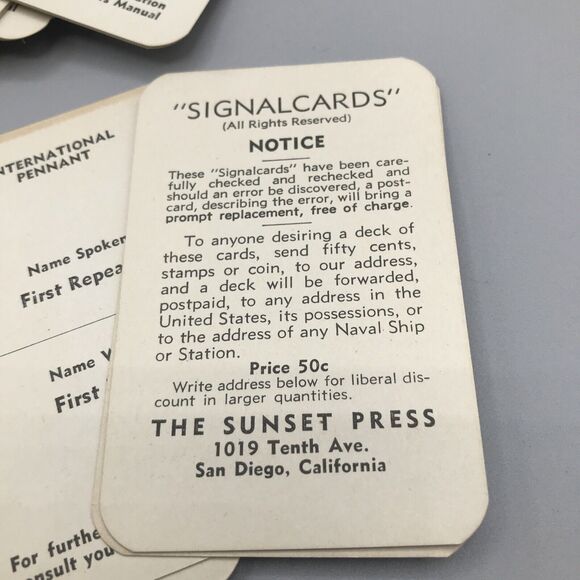 s Manual
INTERNATIONAL
PENNANT
Name Spoken
First Repea
Name
First
For furthe
consult you
"SIGNALCARDS"
(All Rights Reserved)
NOTICE
These "Signalcards" have been care-
fully checked and rechecked and
should an error be discovered, a post-
card, describing the error, will bring a
prompt replacement, free of charge.
To anyone desiring a deck of
these cards, send fifty cents,
stamps or coin, to our address,
and a deck will be forwarded,
postpaid, to any address in the
United States, its possessions, or
to the address of any Naval Ship
or Station.
Price 50c
Write address below for liberal dis-
count in larger quantities.
THE SUNSET PRESS
1019 Tenth Ave.
San Diego, California